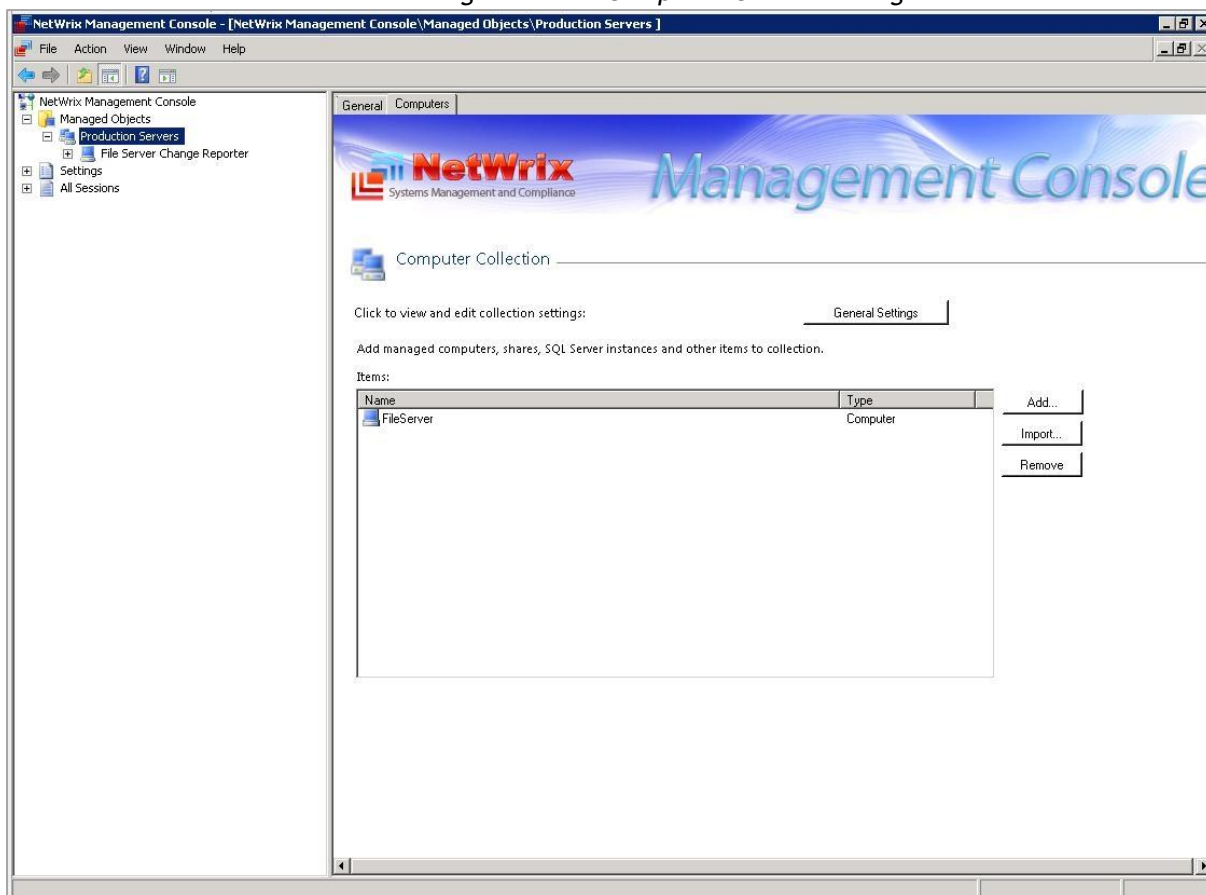 NetWrix Management Console - [NetWrix Management Console\Managed Objects\Production Servers ]
File Action View Window Help
NetWrix Management Console
Managed Objects
Production Servers
File Server Change Reporter
Settings
All Sessions
General Computers
NetWrix
Systems Management and Compliance
Management Console
Computer Collection
Click to view and edit collection settings:
General Settings
Add managed computers, shares, SQL Server instances and other items to collection.
Items:
Name Type
FileServer Computer
Add...
Import...
Remove